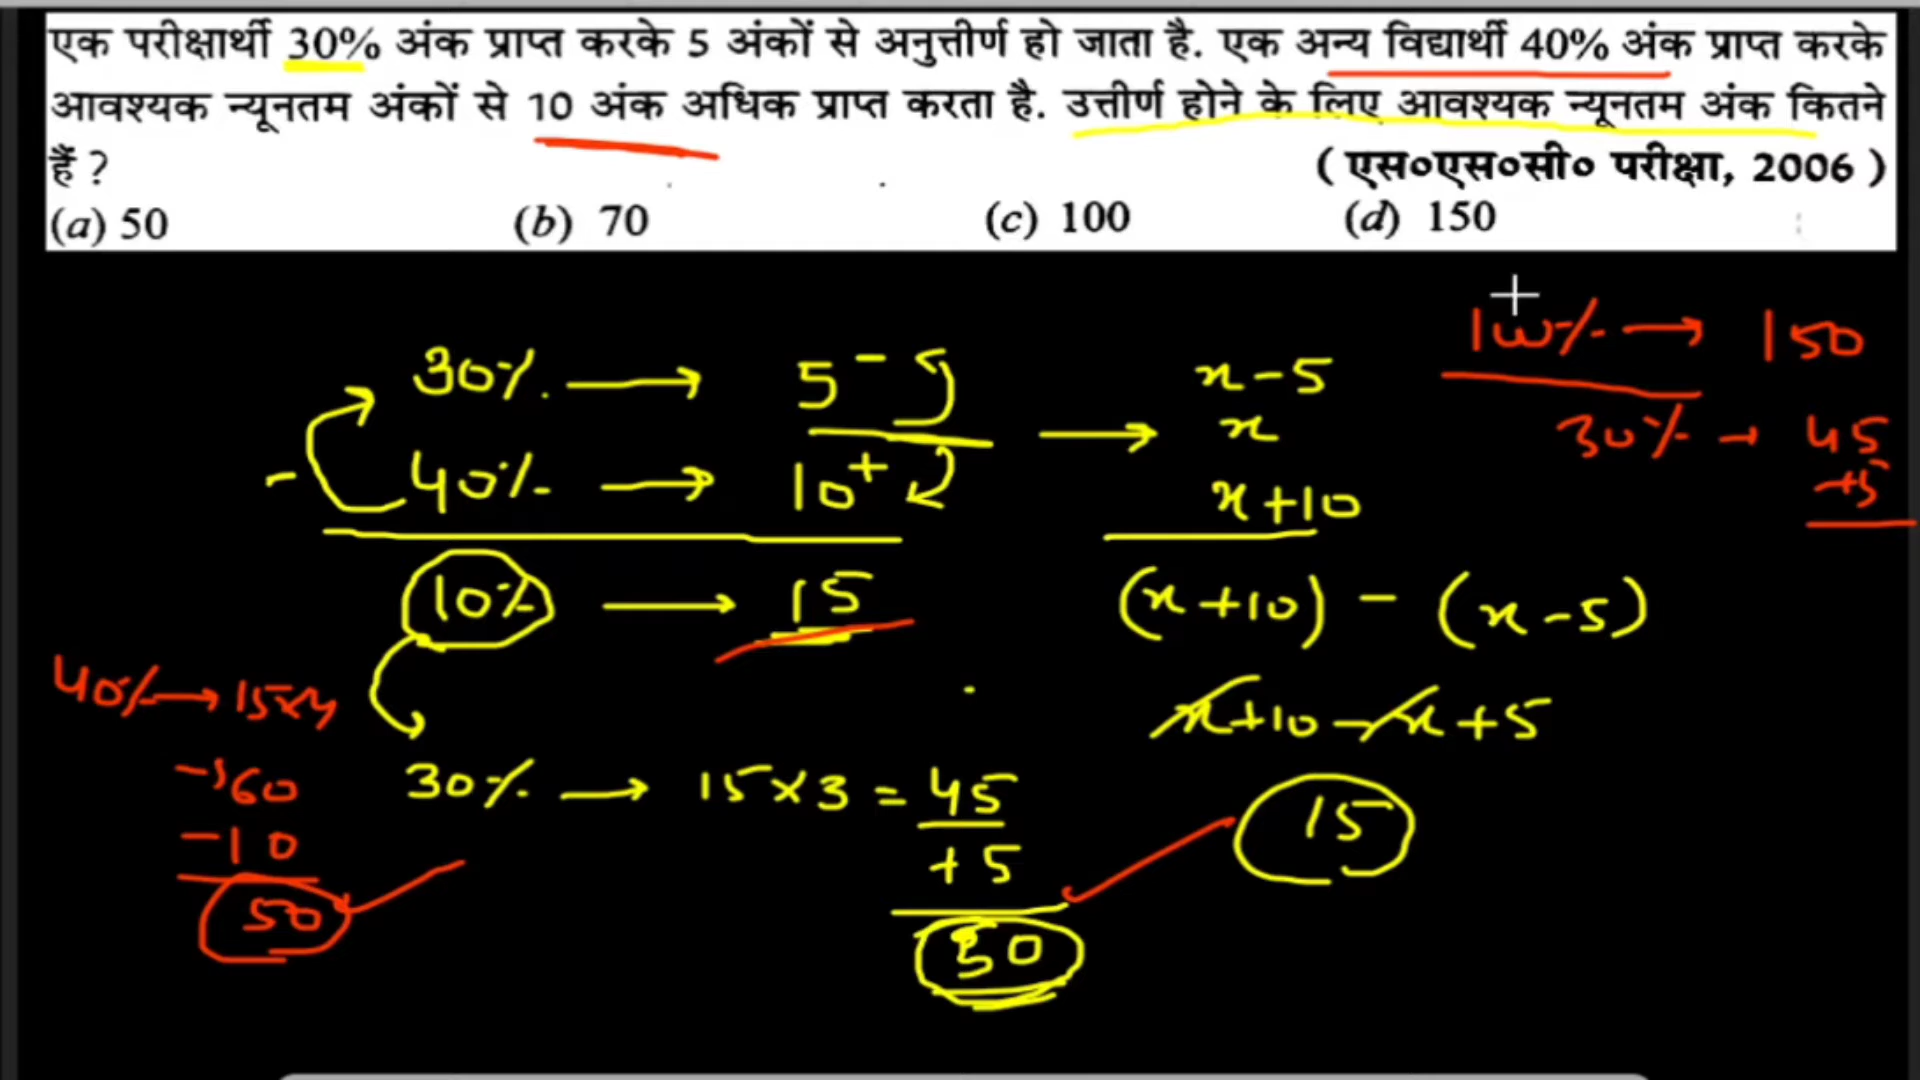 एक परीक्षार्थी 30% अंक प्राप्त करके 5 अंकों से अनुत्तीर्ण हो जाता है. एक अन्य विद्यार्थी 40% अंक प्राप्त करके
आवश्यक न्यूनतम अंकों से 10 अंक अधिक प्राप्त करता है. उत्तीर्ण होने के लिए आवश्यक न्यूनतम अंक कितने
हैं ?
( एस०एस०सी० परीक्षा, 2006 )
(a) 50 (b) 70 (c) 100 (d) 150
30% → 5-
40% → 10+
10% → 15
30% → 15×3 = 45
+5
50
x-5
x
x+10
(x+10) - (x-5)
x+10-x+5
15
100% → 150
30% → 45
+5
40% → 15×4
→60
-10
50